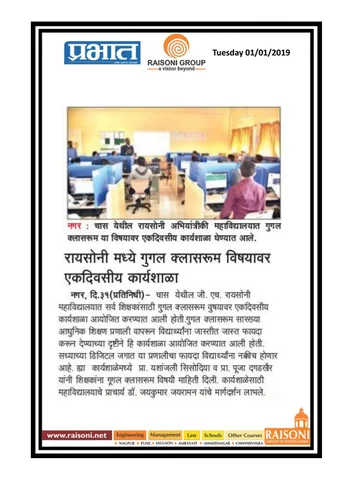 प्रभात
RAISONI GROUP
a vision beyond
Tuesday 01/01/2019
नगर : चास येथील रायसोनी अभियांत्रीकी महाविद्यालयात गुगल
क्लासरूम या विषयावर एकदिवसीय कार्यशाळा घेण्यात आले.
रायसोनी मध्ये गुगल क्लासरूम विषयावर
एकदिवसीय कार्यशाळा
नगर, दि.३१(प्रतिनिधी)– चास येथील जी. एच. रायसोनी
महाविद्यालयात सर्व शिक्षकांसाठी गुगल क्लासरूम वुषयावर एकदिवसीय
कार्यशाळा आयोजित करण्यात आली होती.गुगल क्लासरूम सारख्या
आधुनिक शिक्षण प्रणाली वापरून विद्यार्थ्यांना जास्तीत जास्त फायदा
करून देण्याच्या दृष्टीने हि कार्यशाळा आयोजित करण्यात आली होती.
सध्याच्या डिजिटल जगात या प्रणालीचा फायदा विद्यार्थ्यांना नक्कीच होणार
आहे. ह्या कार्यशाळेमध्ये प्रा. यशांजली सिसोदिया व प्रा. पूजा दगडखैर
यांनी शिक्षकांना गूगल क्लासरूम विषयी माहिती दिली. कार्यशाळेसाठी
महाविद्यालयाचे प्राचार्य डॉ. जयकुमार जयरामन यांचे मार्गदर्शन लाभले.
www.raisoni.net Engineering Management Law Schools Other Courses RAISONI
• NAGPUR • PUNE • JALGAON • AMRAVATI • AHMEDNAGAR • CHHINDWARA